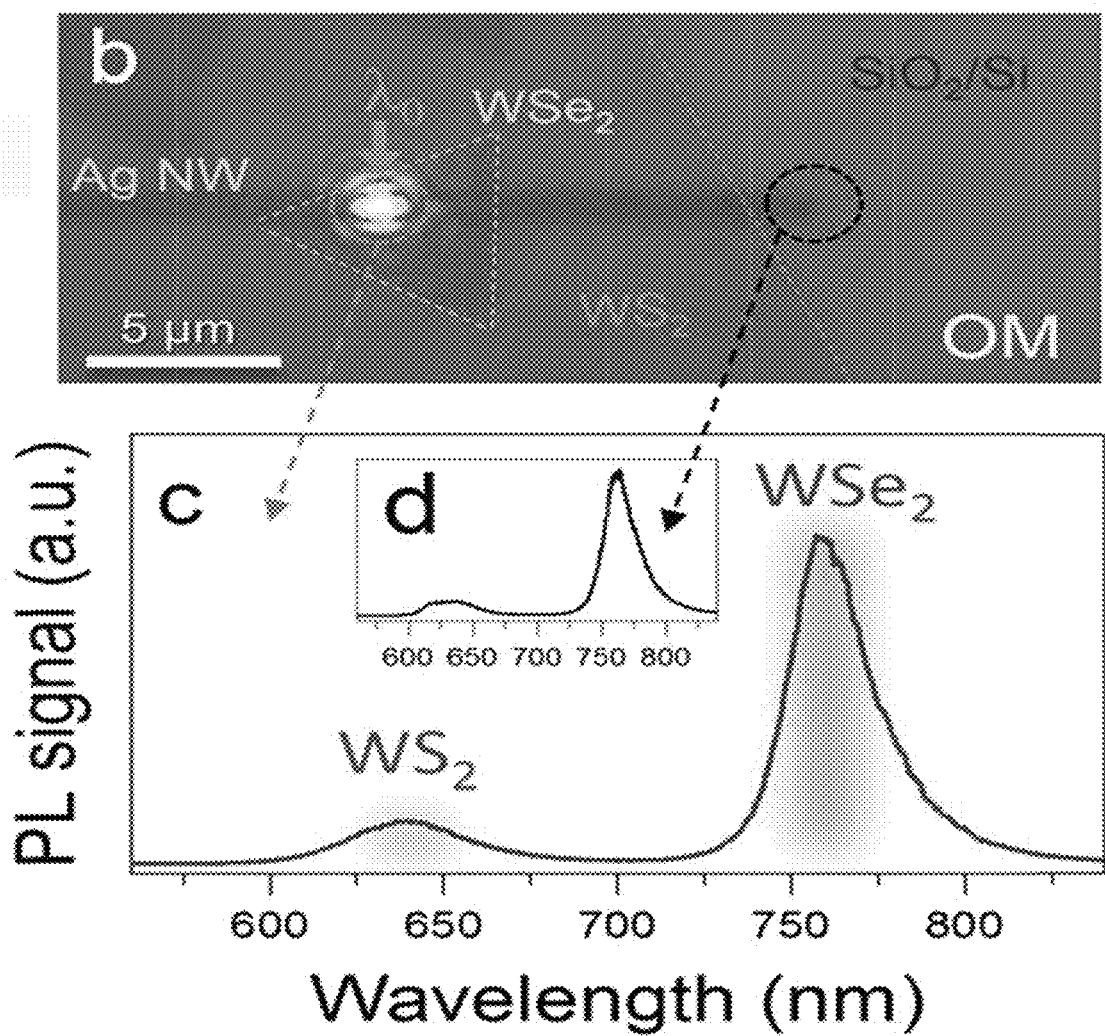 b
SiO₂/Si
WSe₂
Ag NW
5 µm
OM
PL signal (a.u.)
c
d
WSe₂
600 650 700 750 800
WS₂
600 650 700 750 800
Wavelength (nm)